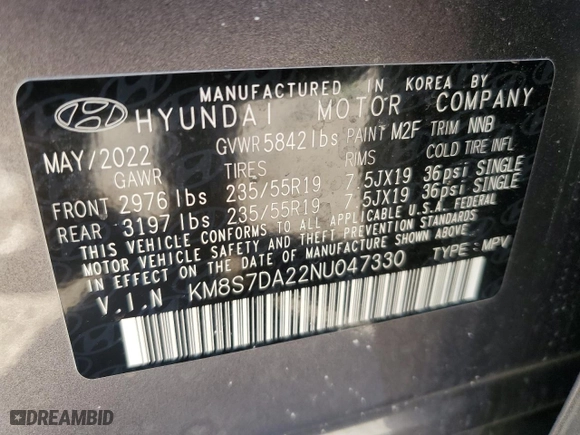 MANUFACTURED IN KOREA BY
HYUNDAI MOTOR COMPANY
MAY/2022 GVWR 5842 lbs PAINT M2F TRIM NNB
GAWR TIRES RIMS COLD TIRE INFL
FRONT 2976 lbs 235/55R19 7.5JX19 36psi SINGLE
REAR 3197 lbs 235/55R19 7.5JX19 36psi SINGLE
THIS VEHICLE CONFORMS TO ALL APPLICABLE U.S.A. FEDERAL
MOTOR VEHICLE SAFETY AND THEFT PREVENTION STANDARDS
IN EFFECT ON THE DATE OF MANUFACTURE SHOWN ABOVE
V.I.N KM8S7DA22NU047330 TYPE : MPV
DREAMBID